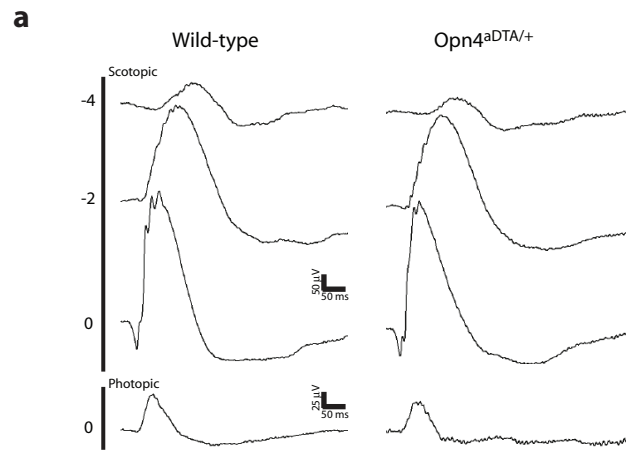 a
Wild-type
Opn4aDTA/+
Scotopic
-4
-2
50 µV
50 ms
0
Photopic
25 µV
50 ms
0